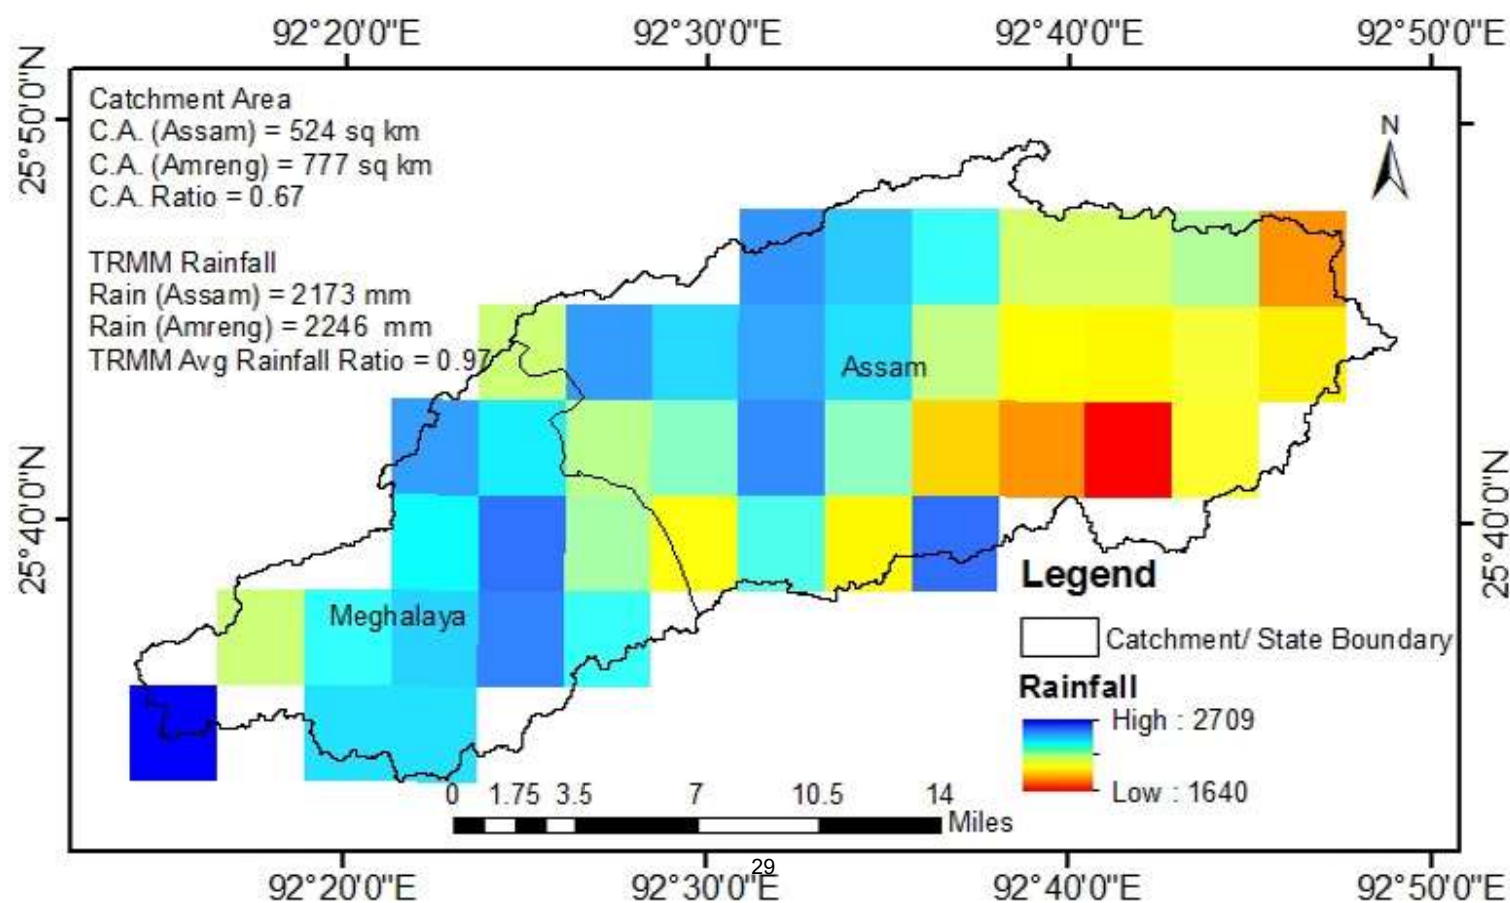 92°20'0"E 92°30'0"E 92°40'0"E 92°50'0"E
25°50'0"N
Catchment Area
C.A. (Assam) = 524 sq km
C.A. (Amreng) = 777 sq km
C.A. Ratio = 0.67
N
TRMM Rainfall
Rain (Assam) = 2173 mm
Rain (Amreng) = 2246 mm
TRMM Avg Rainfall Ratio = 0.97
Assam
25°40'0"N
25°40'0"N
Meghalaya
Legend
Catchment/ State Boundary
Rainfall
High : 2709
Low : 1640
0 1.75 3.5 7 10.5 14
Miles
29
92°20'0"E 92°30'0"E 92°40'0"E 92°50'0"E